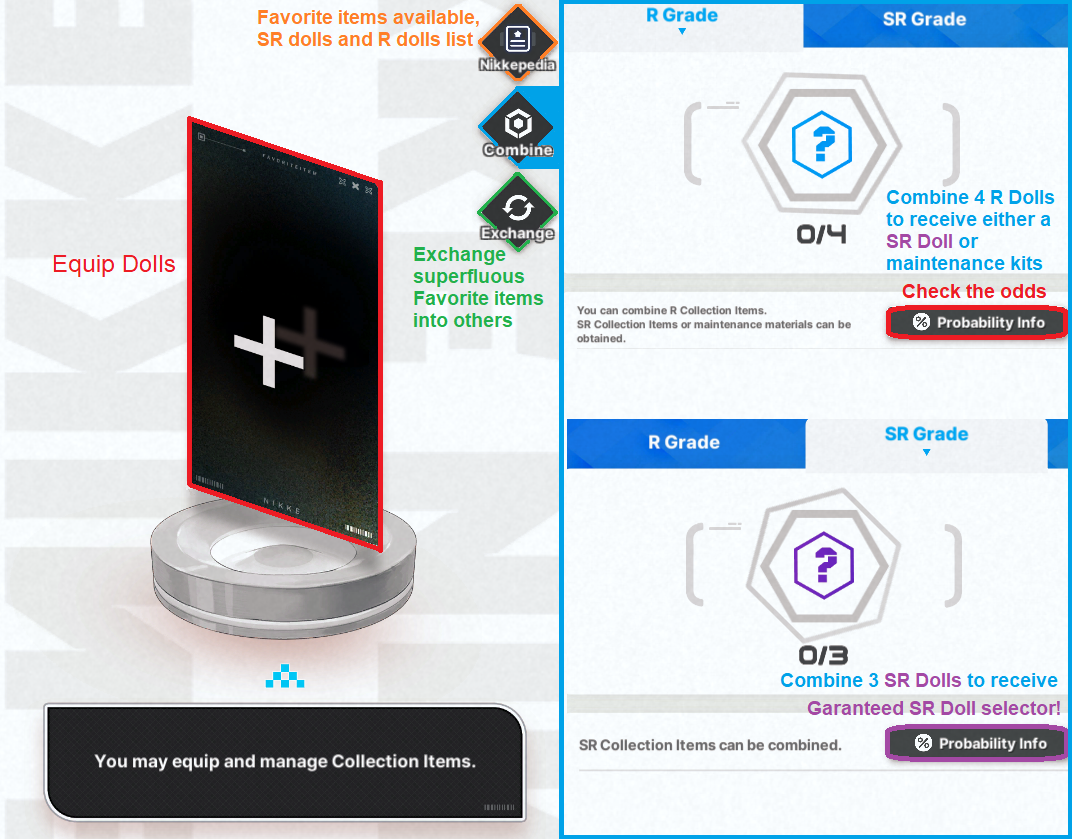 Favorite items available,
SR dolls and R dolls list
Nikkepedia
Combine
Exchange
FAVORITE ITEM
Equip Dolls
Exchange
superfluous
Favorite items
into others
NIKKE
You may equip and manage Collection Items.
R Grade
SR Grade
?
0/4
Combine 4 R Dolls
to receive either a
SR Doll or
maintenance kits
Check the odds
You can combine R Collection Items.
SR Collection Items or maintenance materials can be
obtained.
% Probability Info
R Grade
SR Grade
?
0/3
Combine 3 SR Dolls to receive
Garanteed SR Doll selector!
SR Collection Items can be combined.
% Probability Info